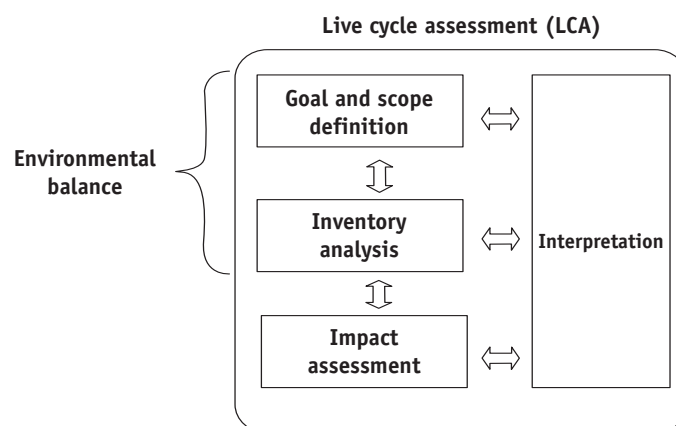 Live cycle assessment (LCA)
Goal and scope
definition
Environmental
balance
Inventory
analysis
Interpretation
Impact
assessment